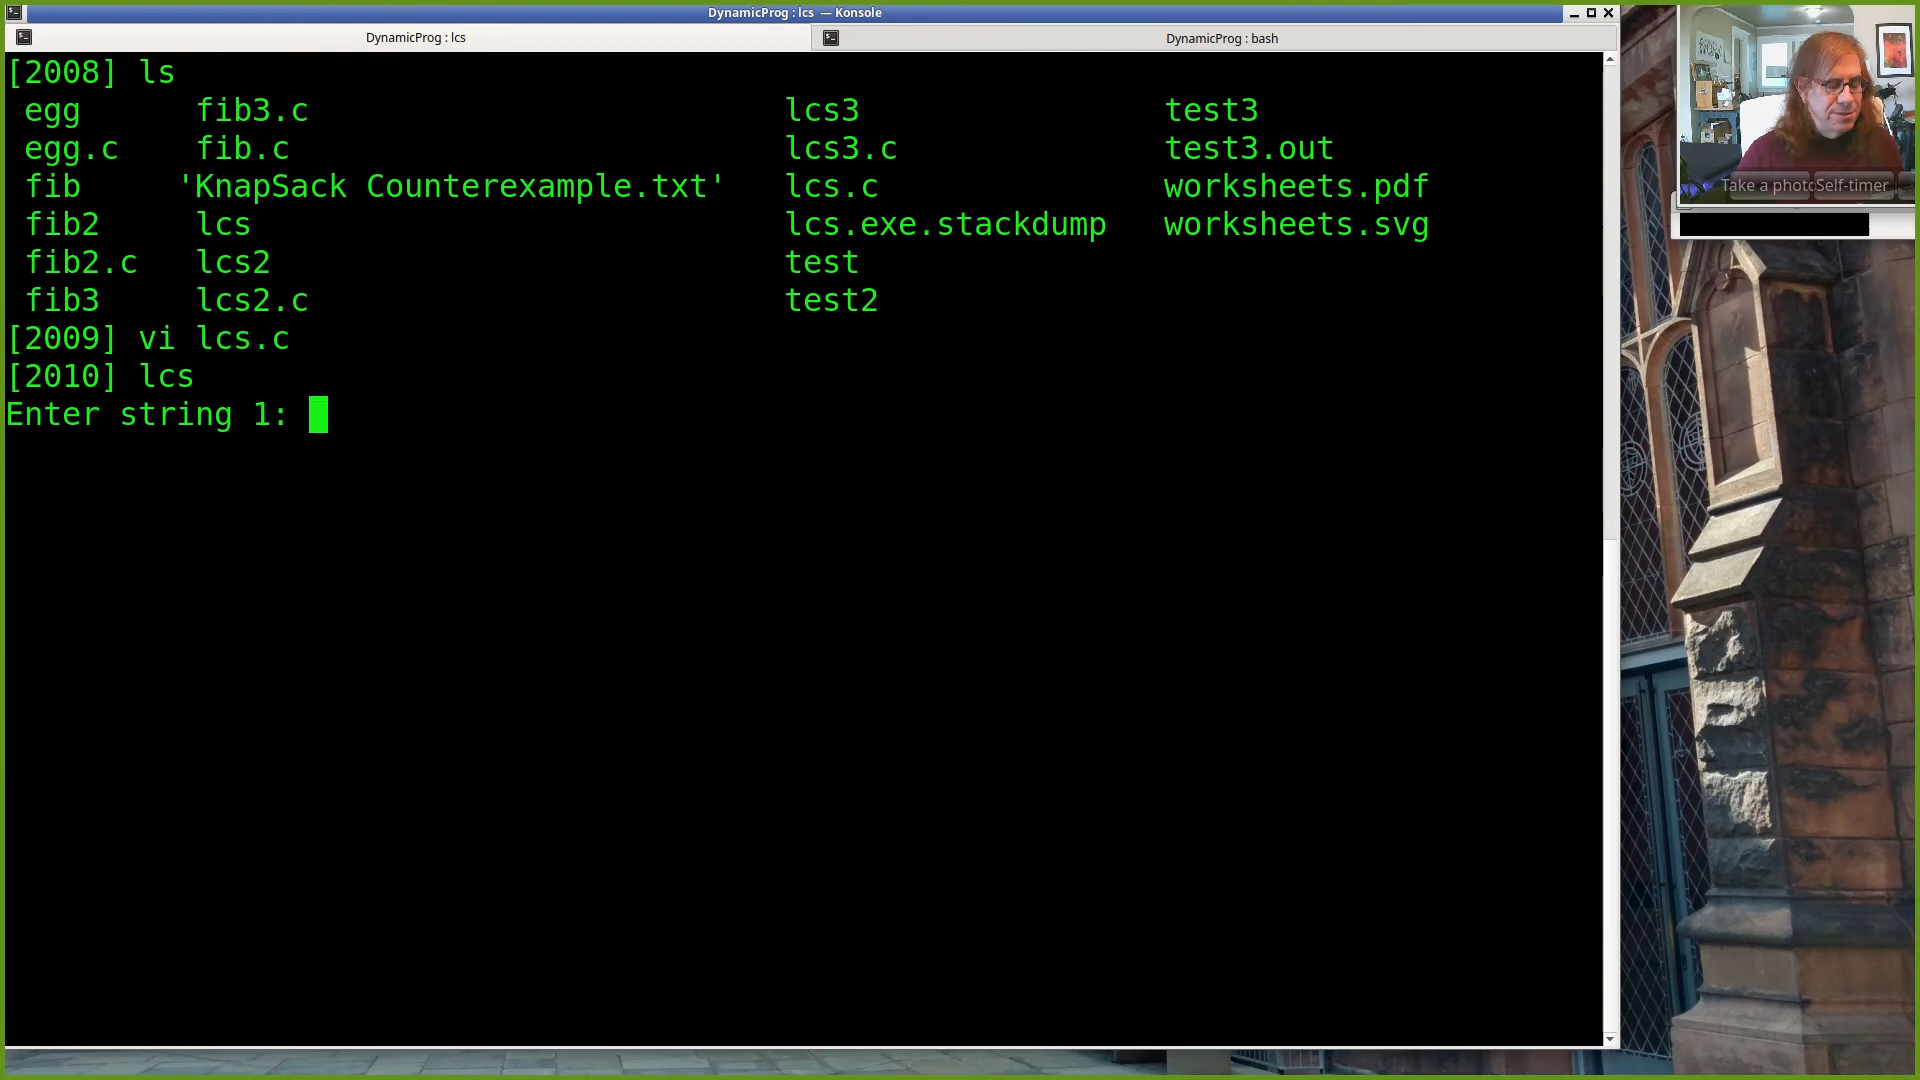 DynamicProg : lcs — Konsole
DynamicProg : lcs
DynamicProg : bash
[2008] ls
egg fib3.c lcs3 test3
egg.c fib.c lcs3.c test3.out
fib 'KnapSack Counterexample.txt' lcs.c worksheets.pdf
fib2 lcs lcs.exe.stackdump worksheets.svg
fib2.c lcs2 test
fib3 lcs2.c test2
[2009] vi lcs.c
[2010] lcs
Enter string 1:
Take a photo Self-timer